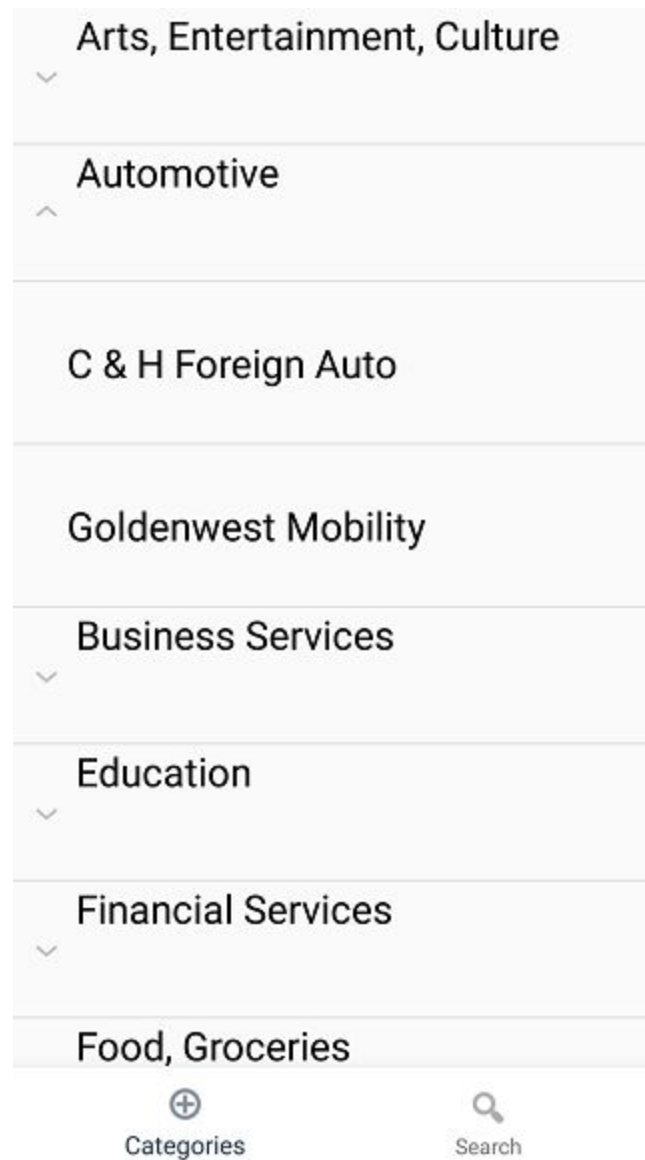 Arts, Entertainment, Culture
Automotive
C & H Foreign Auto
Goldenwest Mobility
Business Services
Education
Financial Services
Food, Groceries
Categories
Search